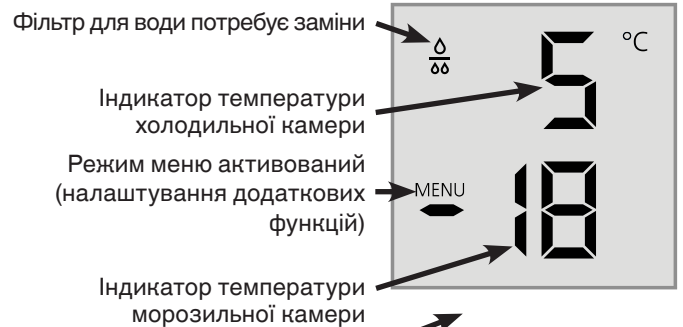 Фільтр для води потребує заміни
Індикатор температури
холодильної камери
Режим меню активований
(налаштування додаткових
функцій)
Індикатор температури
морозильної камери
5 °C
MENU
-18